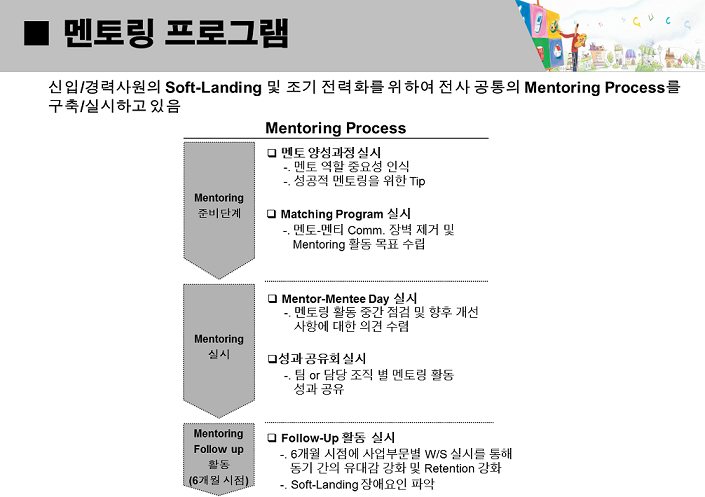 ■ 멘토링 프로그램
신입/경력사원의 Soft-Landing 및 조기 전력화를 위하여 전사 공통의 Mentoring Process를
구축/실시하고 있음
Mentoring Process
Mentoring
준비단계
❑ 멘토 양성과정 실시
-. 멘토 역할 중요성 인식
-. 성공적 멘토링을 위한 Tip
❑ Matching Program 실시
-. 멘토-멘티 Comm. 장벽 제거 및
Mentoring 활동 목표 수립
Mentoring
실시
❑ Mentor-Mentee Day 실시
-. 멘토링 활동 중간 점검 및 향후 개선
사항에 대한 의견 수렴
❑성과 공유회 실시
-. 팀 or 담당 조직 별 멘토링 활동
성과 공유
Mentoring
Follow up
활동
(6개월 시점)
❑ Follow-Up 활동 실시
-. 6개월 시점에 사업부문별 W/S 실시를 통해
동기 간의 유대감 강화 및 Retention 강화
-. Soft-Landing 장애요인 파악